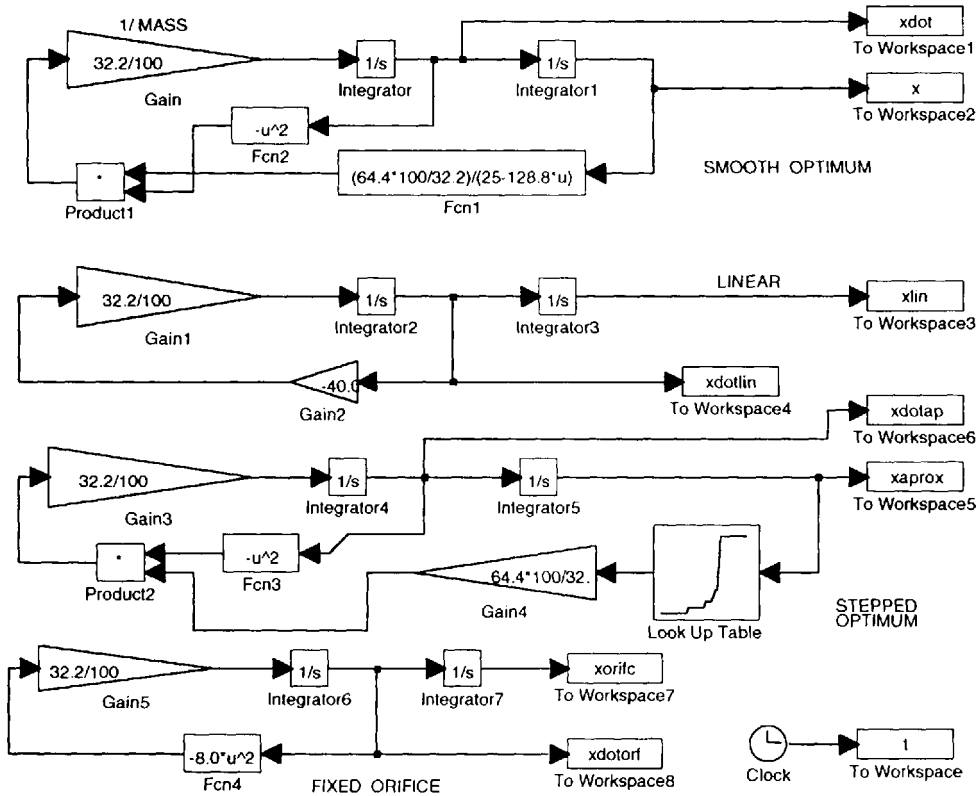 1/ MASS
32.2/100
Gain
1/s
Integrator
1/s
Integrator1
xdot
To Workspace1
x
To Workspace2
-u^2
Fcn2
(64.4*100/32.2)/(25-128.8*u)
Fcn1
*
Product1
SMOOTH OPTIMUM
32.2/100
Gain1
1/s
Integrator2
1/s
Integrator3
LINEAR
xlin
To Workspace3
-40.0
Gain2
xdotlin
To Workspace4
xdotap
To Workspace6
32.2/100
Gain3
1/s
Integrator4
1/s
Integrator5
xaprox
To Workspace5
*
Product2
-u^2
Fcn3
64.4*100/32.
Gain4
Look Up Table
STEPPED
OPTIMUM
32.2/100
Gain5
1/s
Integrator6
1/s
Integrator7
xorifc
To Workspace7
-8.0*u^2
Fcn4
FIXED ORIFICE
xdotorf
To Workspace8
Clock
t
To Workspace